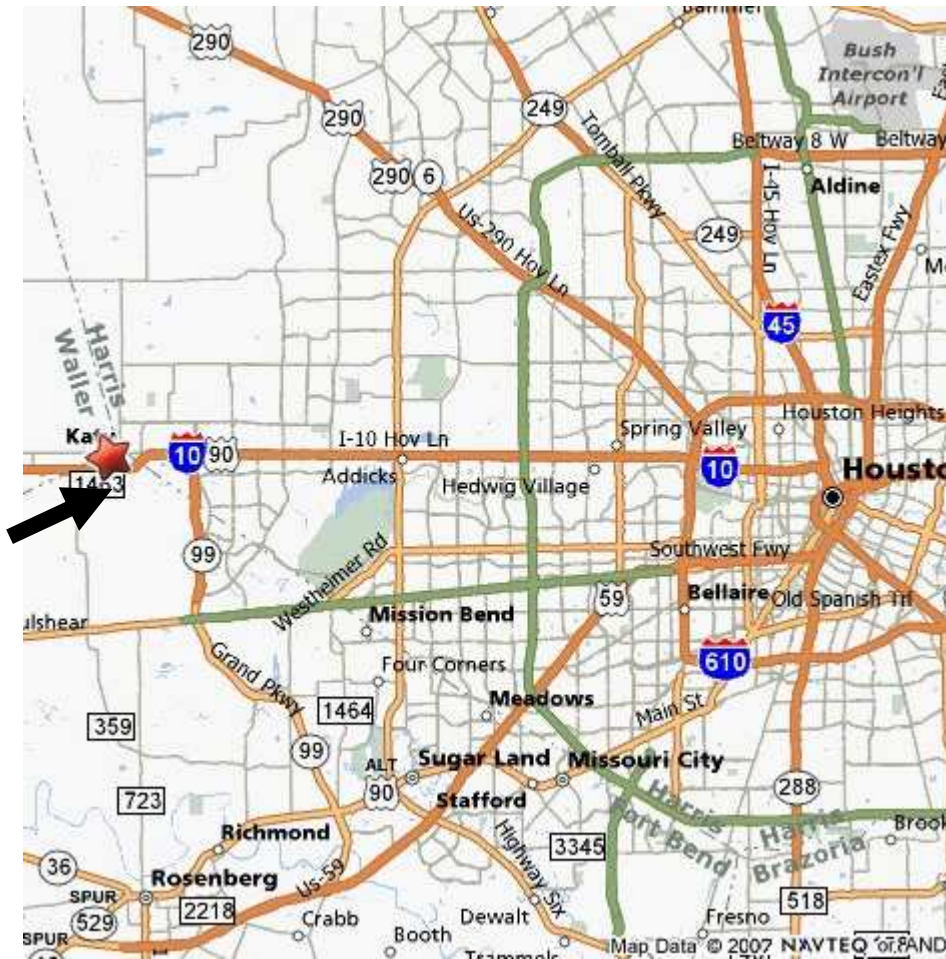 290
Bush
Intercon'l
Airport
290
249
Tomball Pkwy
Beltway 8 W
Beltway
290
6
I-45 Hov Ln
Aldine
US-290 Hov Ln
249
Eastex Fwy
45
Harris
Waller
Houston Heights
Spring Valley
I-10 Hov Ln
10
90
Addicks
Hedwig Village
10
1463
99
Southwest Fwy
Westheimer Rd
59
Bellaire
Old Spanish Trl
Mission Bend
Four Corners
610
Grand Pkwy
Meadows
Main St
1464
359
99
ALT
90
Sugar Land
Missouri City
288
723
Stafford
Harris
Fort Bend
Harris
Brazoria
Richmond
Highway Six
3345
36
Us-59
Rosenberg
SPUR
529
2218
518
Crabb
Dewalt
Fresno
Booth
SPUR
Map Data © 2007 NAVTEQ